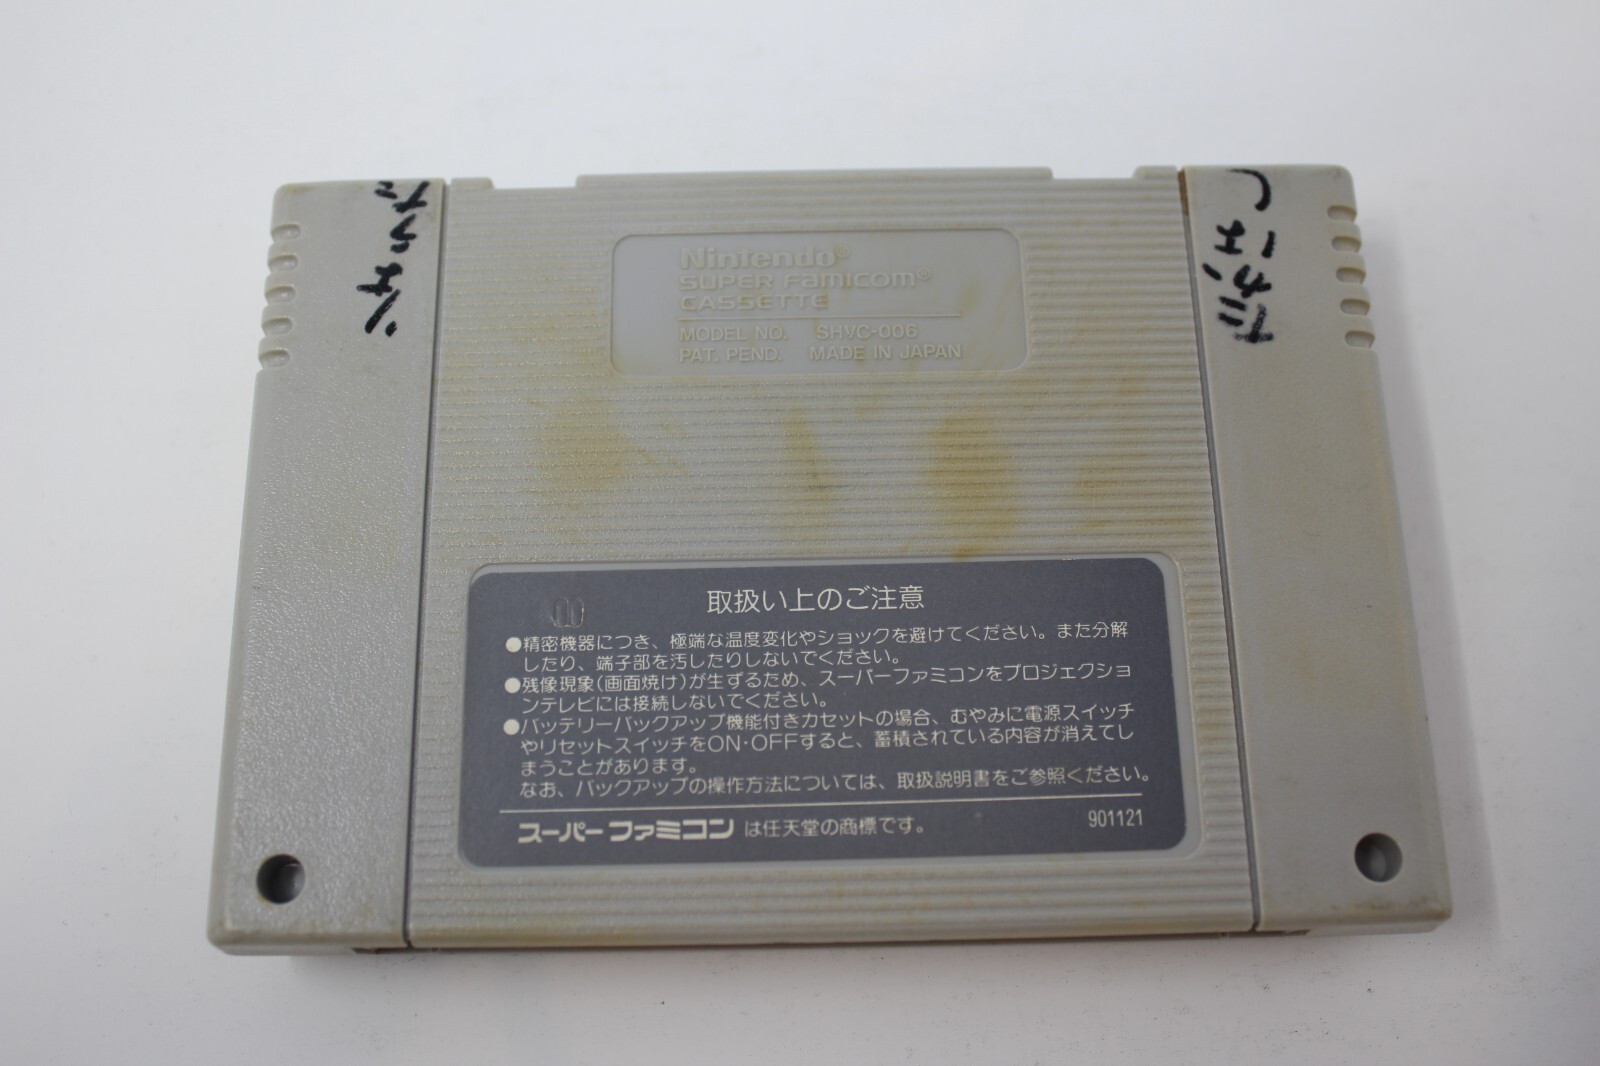 Nintendo®
SUPER FAMICOM®
CASSETTE
MODEL NO. SHVC-006
PAT. PEND. MADE IN JAPAN
取扱い上のご注意
●精密機器につき、極端な温度変化やショックを避けてください。また分解
したり、端子部を汚したりしないでください。
●残像現象(画面焼け)が生ずるため、スーパーファミコンをプロジェクショ
ンテレビには接続しないでください。
●バッテリーバックアップ機能付きカセットの場合、むやみに電源スイッチ
やリセットスイッチをON・OFFすると、蓄積されている内容が消えてし
まうことがあります。
なお、バックアップの操作方法については、取扱説明書をご参照ください。
スーパーファミコン は任天堂の商標です。
901121